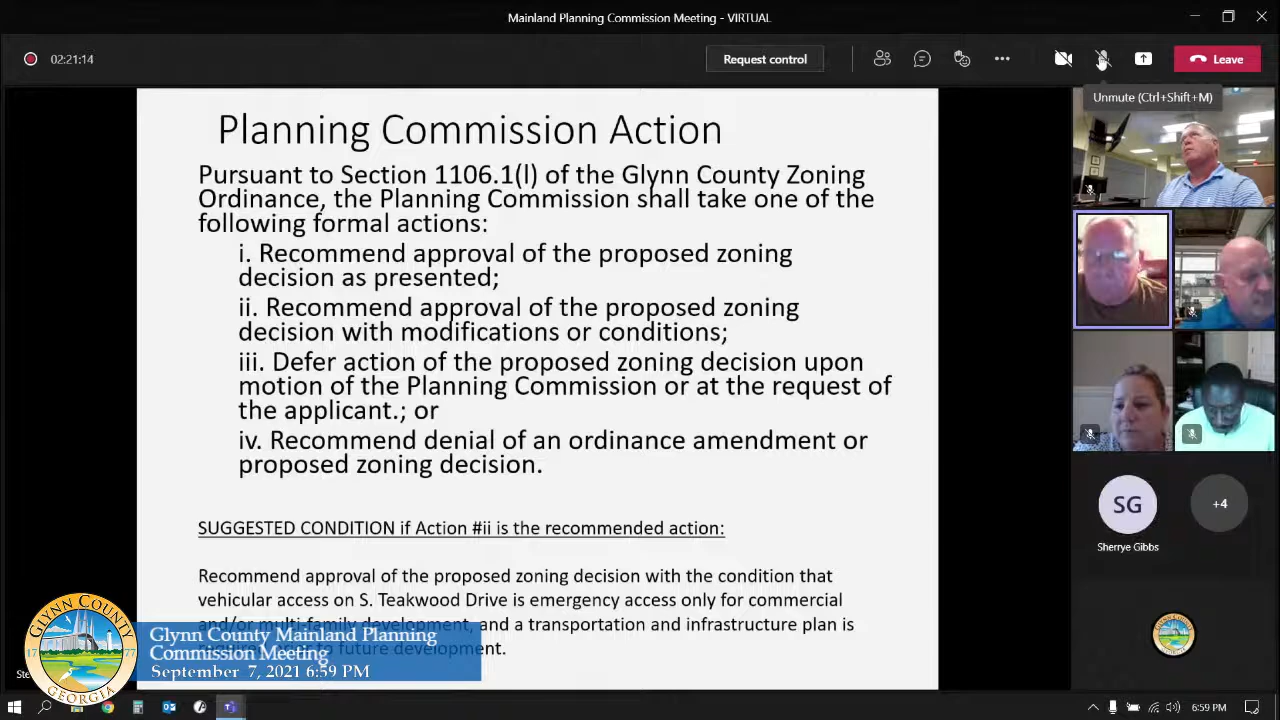 Mainland Planning Commission Meeting - VIRTUAL
02:21:14
Request control
Leave
Unmute (Ctrl+Shift+M)
Planning Commission Action
Pursuant to Section 1106.1(l) of the Glynn County Zoning
Ordinance, the Planning Commission shall take one of the
following formal actions:
i. Recommend approval of the proposed zoning
decision as presented;
ii. Recommend approval of the proposed zoning
decision with modifications or conditions;
iii. Defer action of the proposed zoning decision upon
motion of the Planning Commission or at the request of
the applicant.; or
iv. Recommend denial of an ordinance amendment or
proposed zoning decision.
SUGGESTED CONDITION if Action #ii is the recommended action:
Recommend approval of the proposed zoning decision with the condition that
vehicular access on S. Teakwood Drive is emergency access only for commercial
and/or multi-family development, and a transportation and infrastructure plan is
future development.
SG
+4
Sherrye Gibbs
GLYNN COUNTY
17 77
GEORGIA
Glynn County Mainland Planning
Commission Meeting
September 7, 2021 6:59 PM
Ste
6:59 PM